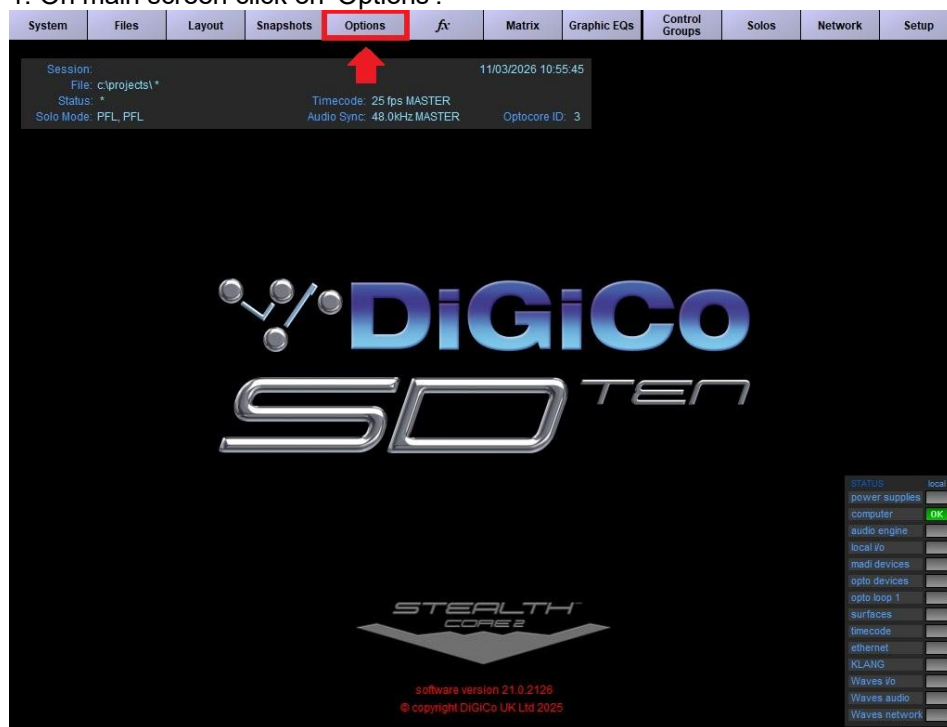 1. On main screen click on 'Options'.
System Files Layout Snapshots Options fx Matrix Graphic EQs Control Groups Solos Network Setup
Session: 11/03/2026 10:55:45
File: c:\projects\ *
Status: * Timecode: 25 fps MASTER
Solo Mode: PFL, PFL Audio Sync: 48.0kHz MASTER Optocore ID: 3
DiGiCo
SD TEN
STATUS local
power supplies
computer OK
audio engine
local i/o
madi devices
opto devices
opto loop 1
surfaces
timecode
ethernet
KLANG
Waves i/o
Waves audio
Waves network
STEALTH
CORE 2
software version 21.0.2126
© copyright DiGiCo UK Ltd 2025